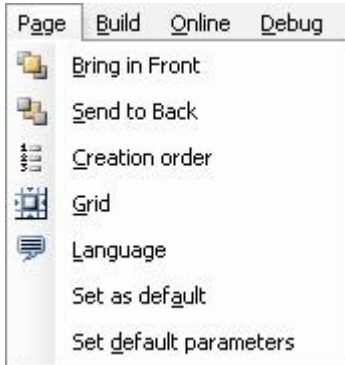 Page Build Online Debug
Bring in Front
Send to Back
Creation order
Grid
Language
Set as default
Set default parameters